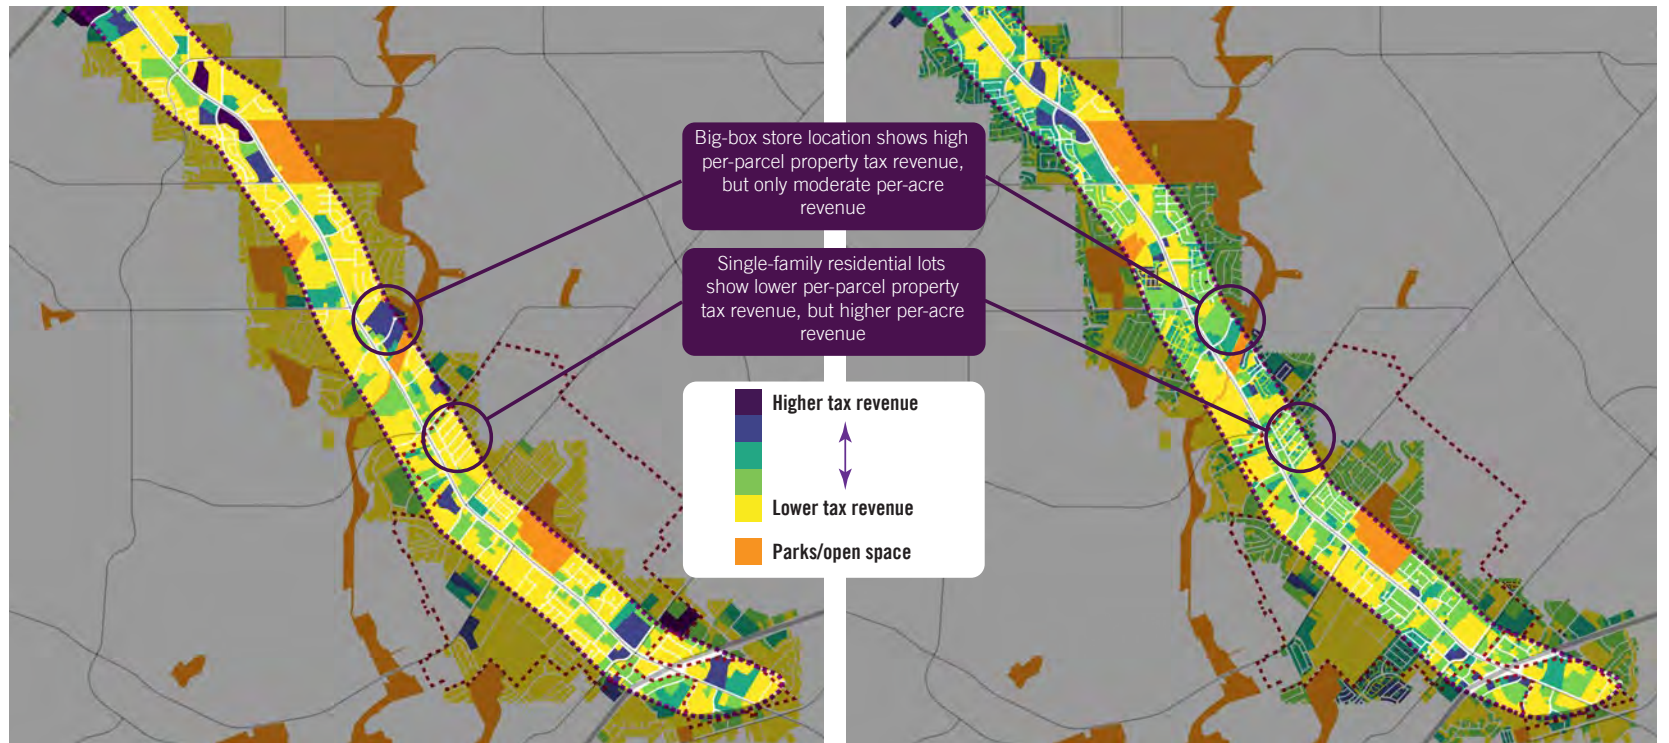 Big-box store location shows high
per-parcel property tax revenue,
but only moderate per-acre
revenue
Single-family residential lots
show lower per-parcel property
tax revenue, but higher per-acre
revenue
Higher tax revenue
Lower tax revenue
Parks/open space